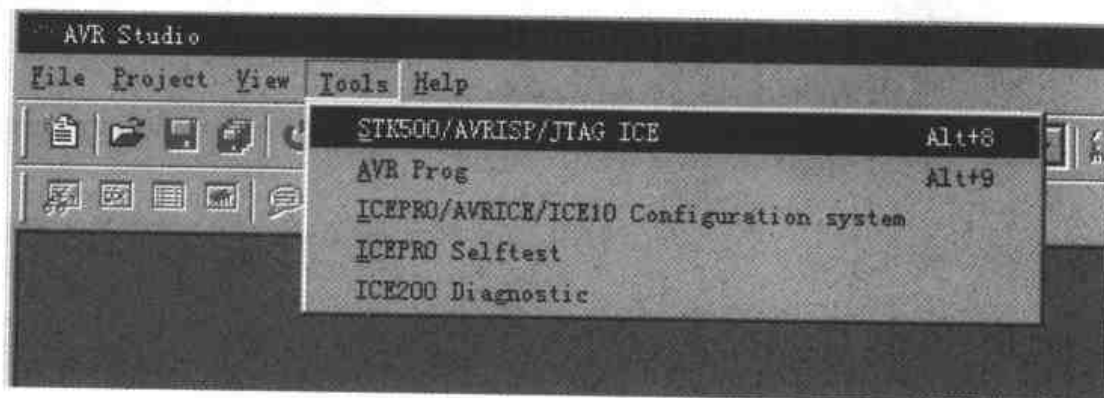 AVR Studio
File Project View Tools Help
STK500/AVRISP/JTAG ICE Alt+8
AVR Prog Alt+9
ICEPRO/AVRICE/ICE10 Configuration system
ICEPRO Selftest
ICE200 Diagnostic